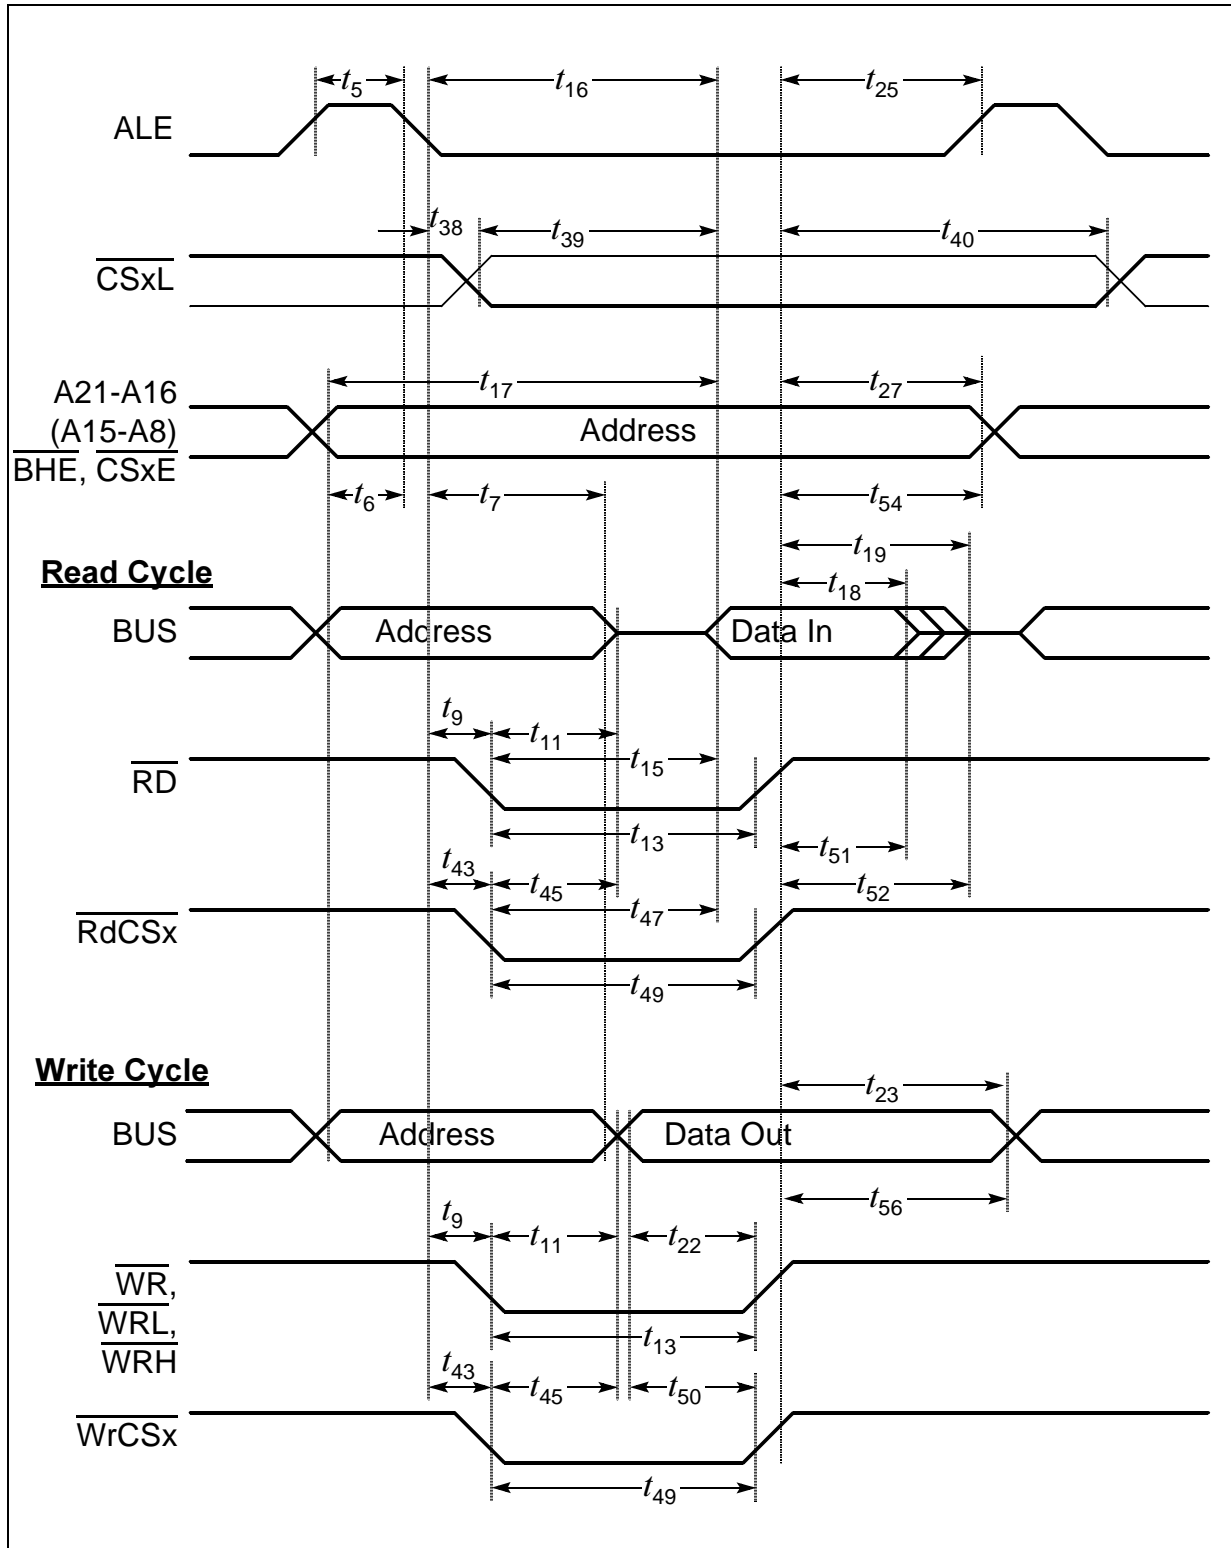 t5 t16 t25
ALE
t38 t39 t40
CSxL
A21-A16
(A15-A8)
BHE, CSxE
t17 t27
Address
t6 t7 t54
t19
Read Cycle
t18
BUS Address Data In
t9 t11
t15
RD
t13
t51
t43 t45 t52
t47
RdCSx
t49
Write Cycle
t23
BUS Address Data Out
t56
t9 t11 t22
WR,
WRL,
WRH
t13
t43 t45 t50
WrCSx
t49